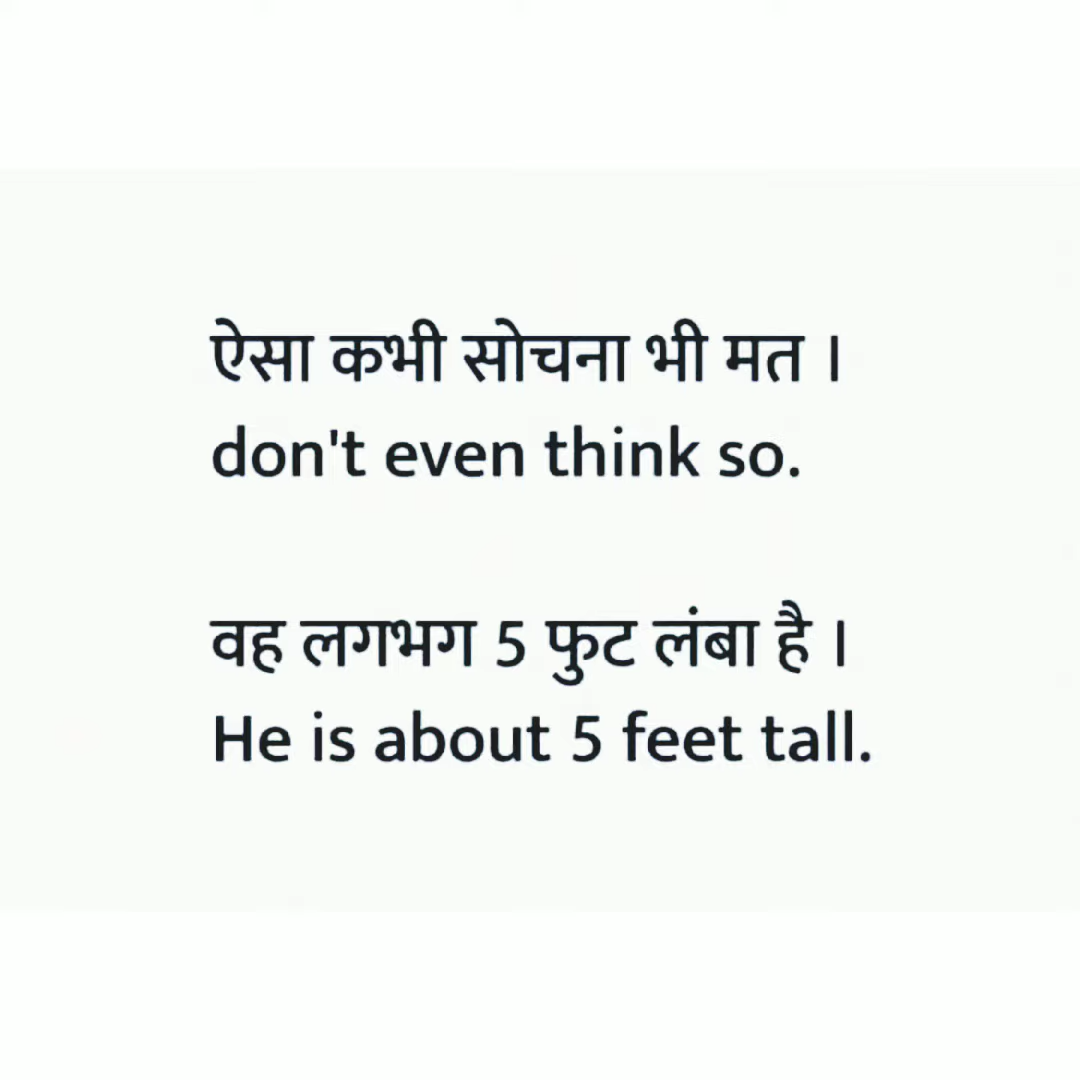 ऐसा कभी सोचना भी मत ।
don't even think so.
वह लगभग 5 फुट लंबा है ।
He is about 5 feet tall.